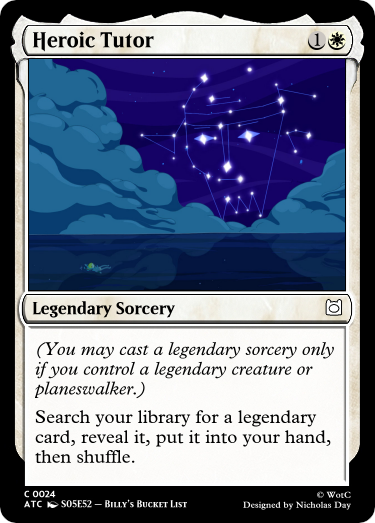 Heroic Tutor 1
Legendary Sorcery
(You may cast a legendary sorcery only
if you control a legendary creature or
planeswalker.)
Search your library for a legendary
card, reveal it, put it into your hand,
then shuffle.
C 0024 © WotC
ATC S05E52 – Billy's Bucket List Designed by Nicholas Day